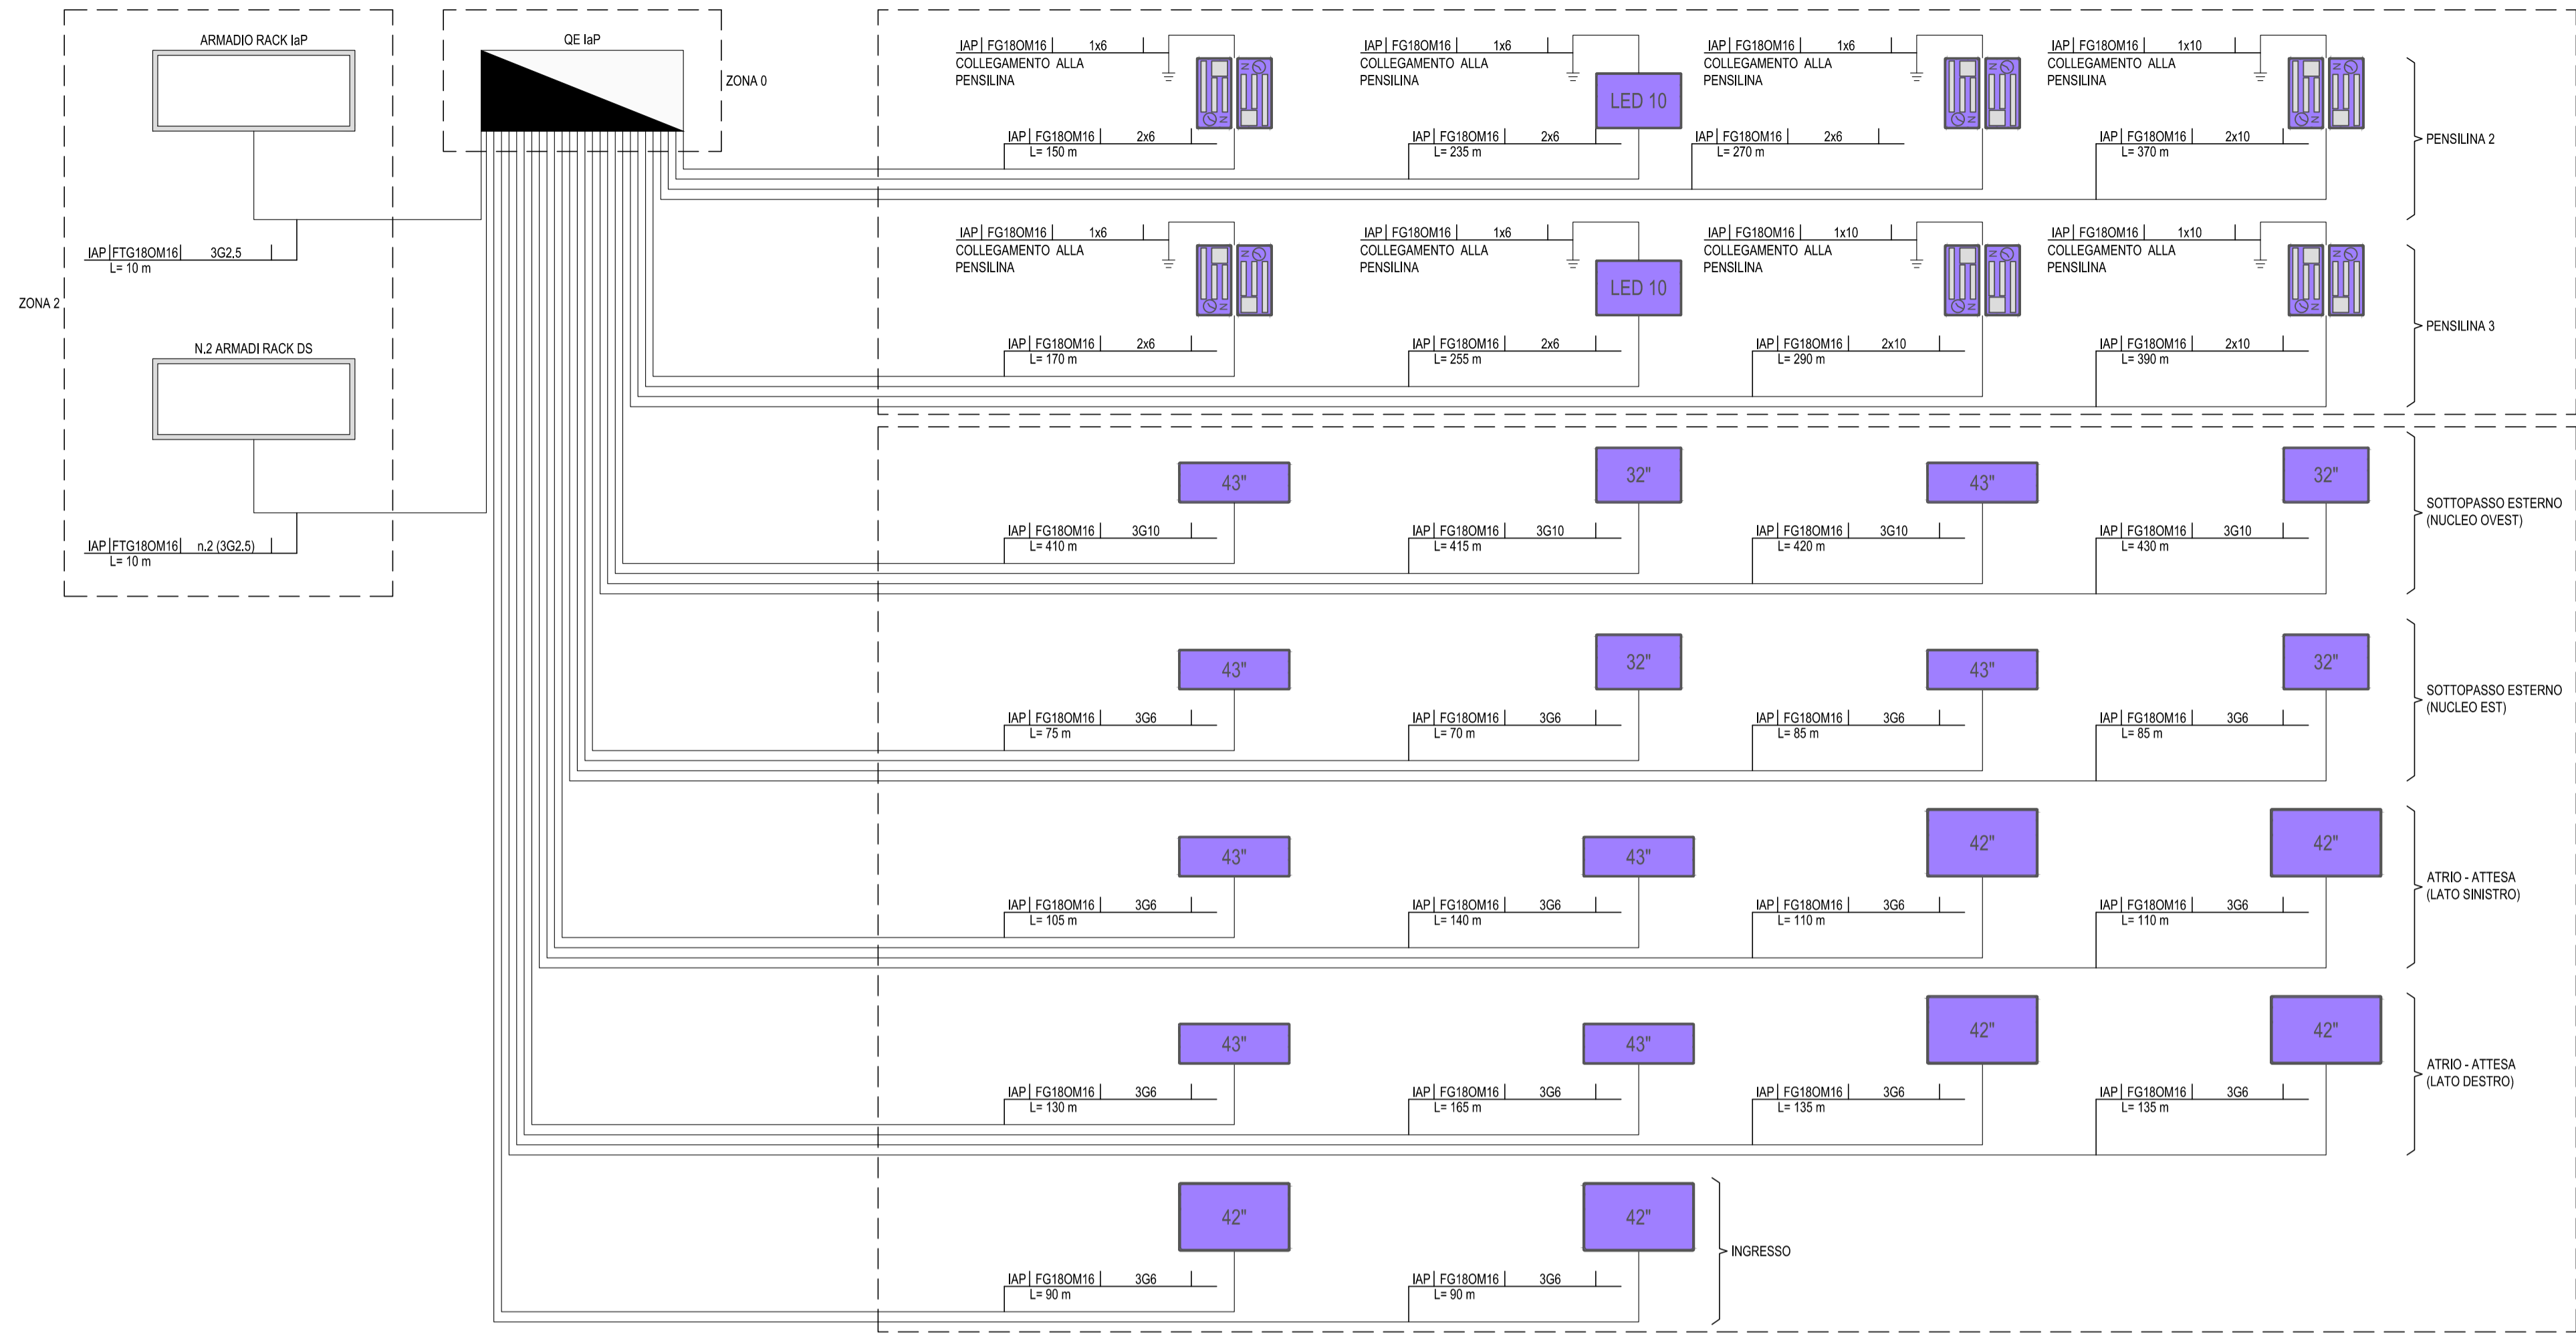 ARMADIO RACK IaP
QE IaP
ZONA 0
IAP FG18OM16 1x6
COLLEGAMENTO ALLA
PENSILINA
IAP FG18OM16 1x6
COLLEGAMENTO ALLA
PENSILINA
IAP FG18OM16 1x6
COLLEGAMENTO ALLA
PENSILINA
IAP FG18OM16 1x10
COLLEGAMENTO ALLA
PENSILINA
N
N
LED 10
N
N
N
N
IAP FG18OM16 2x6
L= 150 m
IAP FG18OM16 2x6
L= 235 m
IAP FG18OM16 2x6
L= 270 m
IAP FG18OM16 2x10
L= 370 m
PENSILINA 2
IAP FTG18OM16 3G2.5
L= 10 m
ZONA 2
N.2 ARMADI RACK DS
IAP FTG18OM16 n.2 (3G2.5)
L= 10 m
IAP FG18OM16 1x6
COLLEGAMENTO ALLA
PENSILINA
IAP FG18OM16 1x6
COLLEGAMENTO ALLA
PENSILINA
IAP FG18OM16 1x10
COLLEGAMENTO ALLA
PENSILINA
IAP FG18OM16 1x10
COLLEGAMENTO ALLA
PENSILINA
N
N
LED 10
N
N
N
N
IAP FG18OM16 2x6
L= 170 m
IAP FG18OM16 2x6
L= 255 m
IAP FG18OM16 2x10
L= 290 m
IAP FG18OM16 2x10
L= 390 m
PENSILINA 3
43"
32"
43"
32"
IAP FG18OM16 3G10
L= 410 m
IAP FG18OM16 3G10
L= 415 m
IAP FG18OM16 3G10
L= 420 m
IAP FG18OM16 3G10
L= 430 m
SOTTOPASSO ESTERNO
(NUCLEO OVEST)
43"
32"
43"
32"
IAP FG18OM16 3G6
L= 75 m
IAP FG18OM16 3G6
L= 70 m
IAP FG18OM16 3G6
L= 85 m
IAP FG18OM16 3G6
L= 85 m
SOTTOPASSO ESTERNO
(NUCLEO EST)
43"
43"
42"
42"
IAP FG18OM16 3G6
L= 105 m
IAP FG18OM16 3G6
L= 140 m
IAP FG18OM16 3G6
L= 110 m
IAP FG18OM16 3G6
L= 110 m
ATRIO - ATTESA
(LATO SINISTRO)
43"
43"
42"
42"
IAP FG18OM16 3G6
L= 130 m
IAP FG18OM16 3G6
L= 165 m
IAP FG18OM16 3G6
L= 135 m
IAP FG18OM16 3G6
L= 135 m
ATRIO - ATTESA
(LATO DESTRO)
42"
42"
IAP FG18OM16 3G6
L= 90 m
IAP FG18OM16 3G6
L= 90 m
INGRESSO